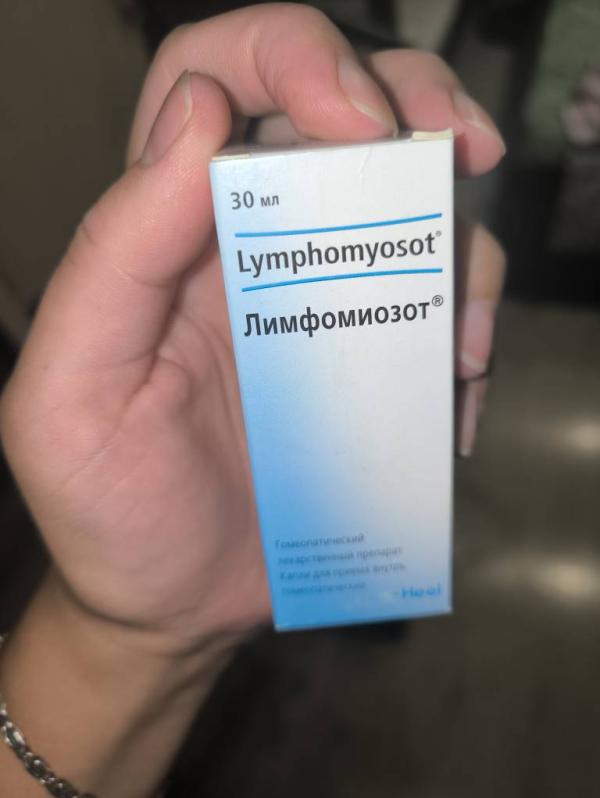 30 мл
Lymphomyosot®
Лимфомиозот®
Гомеопатический
лекарственный препарат
Капли для приема внутрь
гомеопатические
-Heel